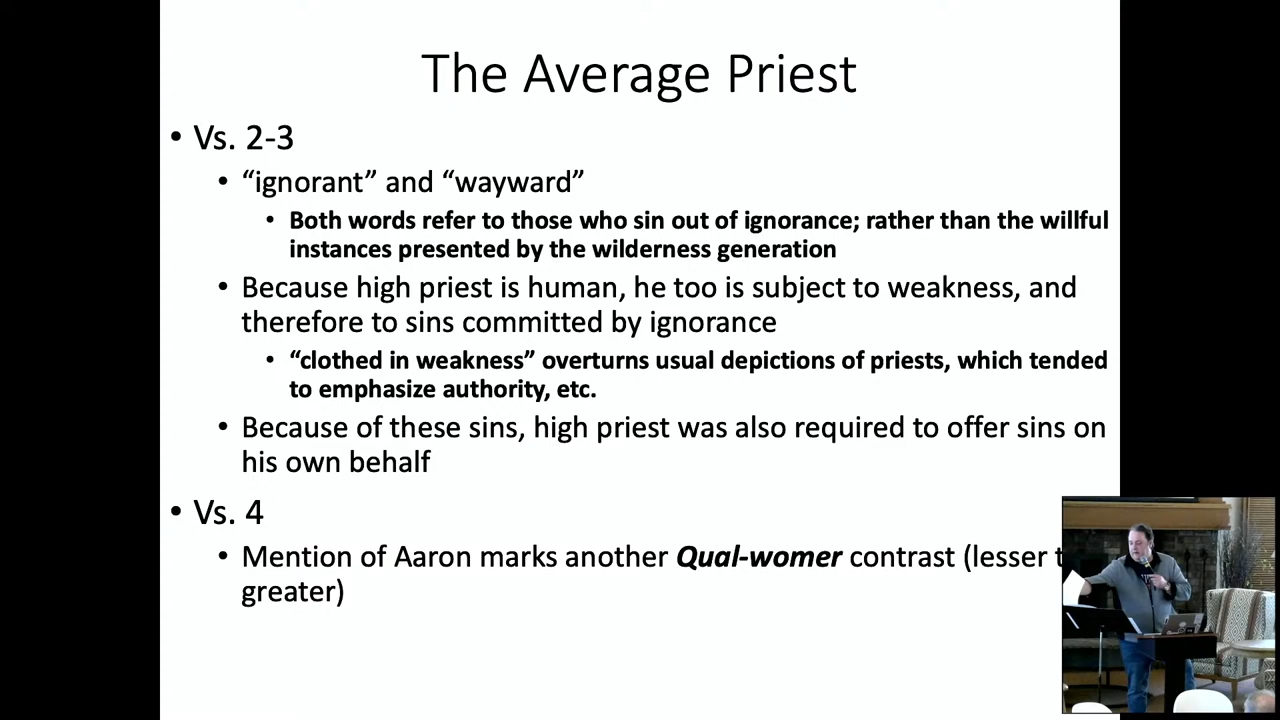 The Average Priest
• Vs. 2-3
• “ignorant” and “wayward”
• Both words refer to those who sin out of ignorance; rather than the willful
instances presented by the wilderness generation
• Because high priest is human, he too is subject to weakness, and
therefore to sins committed by ignorance
• “clothed in weakness” overturns usual depictions of priests, which tended
to emphasize authority, etc.
• Because of these sins, high priest was also required to offer sins on
his own behalf
• Vs. 4
• Mention of Aaron marks another Qual-womer contrast (lesser
greater)